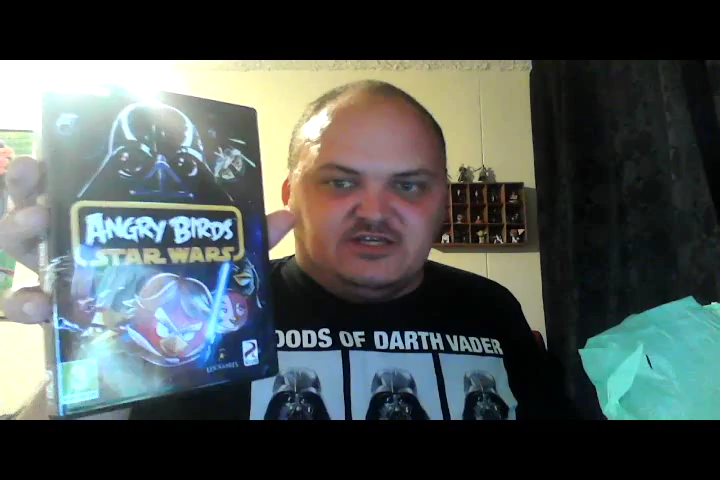 ANGRY BIRDS
STAR WARS
OODS OF DARTH VADER